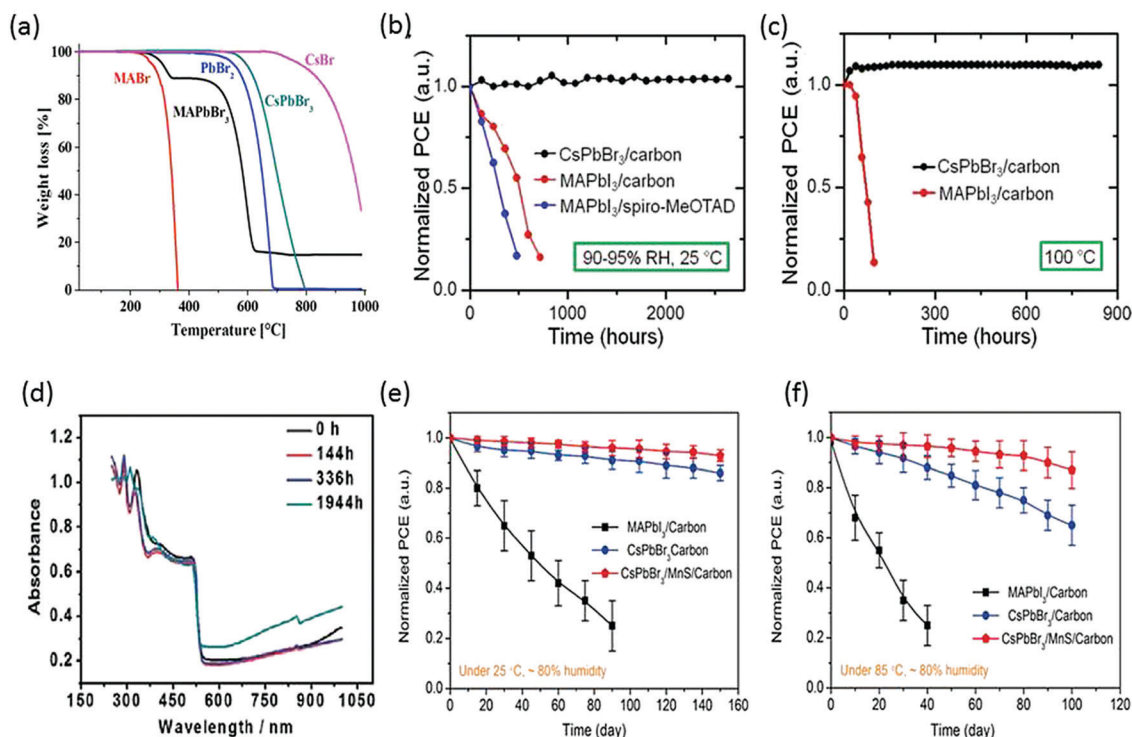 (a)
100
80
60
40
20
0
Weight loss [%]
MABr
MAPbBr3
PbBr2
CsPbBr3
CsBr
0
200
400
600
800
1000
Temperature [°C]
(b)
1.0
0.5
1.0
Normalized PCE (a.u.)
CsPbBr3/carbon
MAPbI3/carbon
MAPbI3/spiro-MeOTAD
90-95% RH, 25 °C
0
600
1200
1800
2400
Time (hours)
(c)
1.0
0.5
0.0
Normalized PCE (a.u.)
CsPbBr3/carbon
MAPbI3/carbon
100 °C
0
300
600
900
Time (hours)
(d)
1.2
1.0
0.8
0.6
0.4
0.2
Absorbance
0 h
144h
336h
1944h
150
300
450
600
750
900
1050
Wavelength / nm
(e)
1.0
0.8
0.6
0.4
0.2
0.0
Normalized PCE (a.u.)
MAPbI3/Carbon
CsPbBr3Carbon
CsPbBr3/MnS/Carbon
Under 25 °C, ~ 80% humidity
0
20
40
60
80
100
120
140
160
Time (day)
(f)
1.0
0.8
0.6
0.4
0.2
0.0
Normalized PCE (a.u.)
MAPbI3/Carbon
CsPbBr3/Carbon
CsPbBr3/MnS/Carbon
Under 85 °C, ~ 80% humidity
0
20
40
60
80
100
120
Time (day)